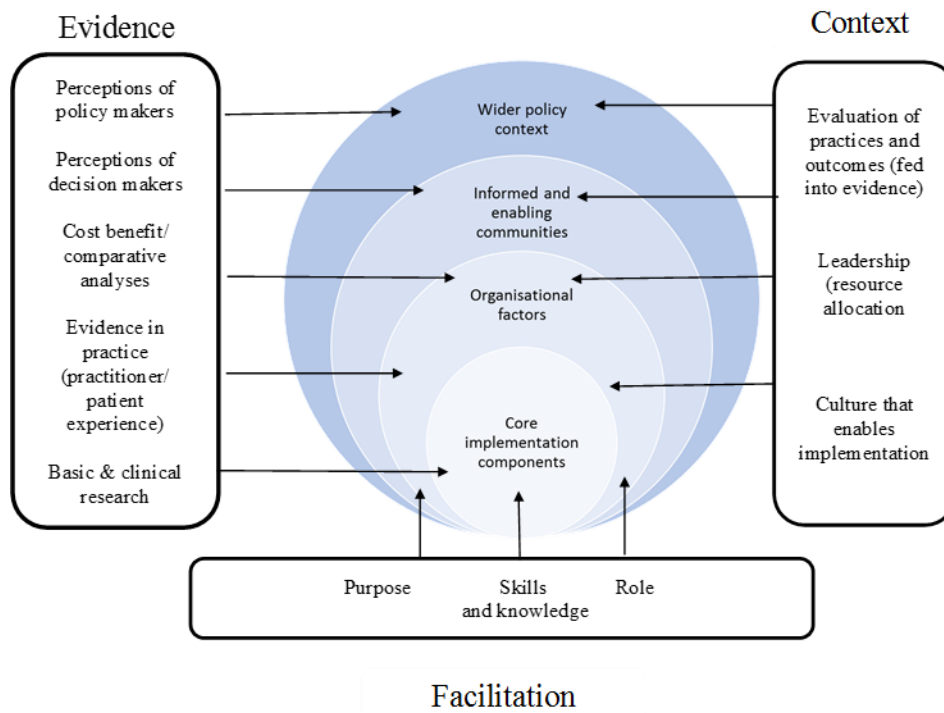 Evidence
Perceptions of
policy makers
Perceptions of
decision makers
Cost benefit/
comparative
analyses
Evidence in
practice
(practitioner/
patient
experience)
Basic & clinical
research
Wider policy
context
Informed and
enabling
communities
Organisational
factors
Core
implementation
components
Context
Evaluation of
practices and
outcomes (fed
into evidence)
Leadership
(resource
allocation
Culture that
enables
implementation
Purpose
Skills
and knowledge
Role
Facilitation